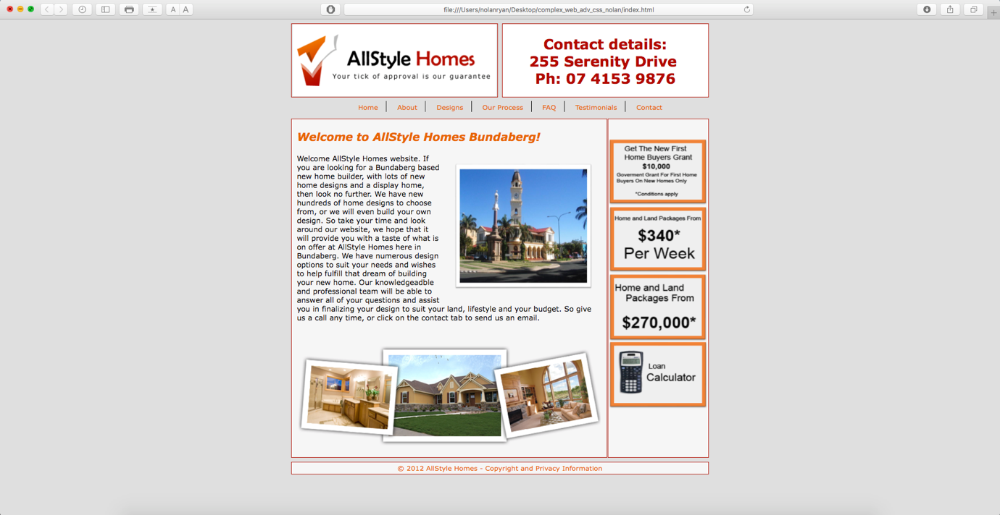 A A
file:///Users/nolanryan/Desktop/complex_web_adv_css_nolan/index.html
AllStyle Homes
Your tick of approval is our guarantee
Contact details:
255 Serenity Drive
Ph: 07 4153 9876
Home About Designs Our Process FAQ Testimonials Contact
Welcome to AllStyle Homes Bundaberg!
Welcome AllStyle Homes website. If
you are looking for a Bundaberg based
new home builder, with lots of new
home designs and a display home,
then look no further. We have new
hundreds of home designs to choose
from, or we will even build your own
design. So take your time and look
around our website, we hope that it
will provide you with a taste of what is
on offer at AllStyle Homes here in
Bundaberg. We have numerous design
options to suit your needs and wishes
to help fulfill that dream of building
your new home. Our knowledgeadble
and professional team will be able to
answer all of your questions and assist
you in finalizing your design to suit your land, lifestyle and your budget. So give
us a call any time, or click on the contact tab to send us an email.
Get The New First
Home Buyers Grant
$10,000
Goverment Grant For First Home
Buyers On New Homes Only
*Conditions apply
Home and Land Packages From
$340*
Per Week
Home and Land
Packages From
$270,000*
Loan
Calculator
© 2012 AllStyle Homes - Copyright and Privacy Information